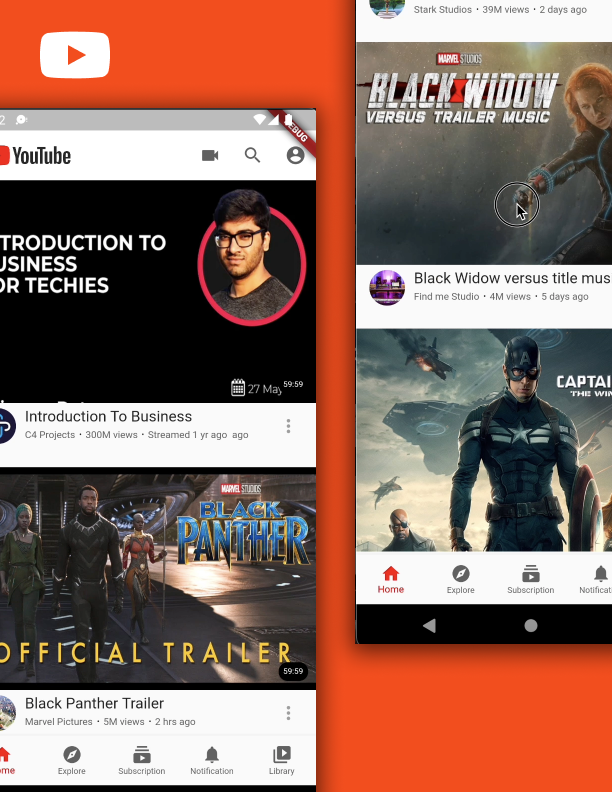 2
DEBUG
YouTube
TRODUCTION TO
USINESS
OR TECHIES
27 May
59:59
Introduction To Business
C4 Projects • 300M views • Streamed 1 yr ago ago
MARVEL STUDIOS
BLACK
PANTHER
OFFICIAL TRAILER
59:59
Black Panther Trailer
Marvel Pictures • 5M views • 2 hrs ago
ome
Explore
Subscription
Notification
Library
Stark Studios • 39M views • 2 days ago
MARVEL STUDIOS
BLACK WIDOW
VERSUS TRAILER MUSIC
Black Widow versus title mus
Find me Studio • 4M views • 5 days ago
CAPTAI
THE WIN
Home
Explore
Subscription
Notificati